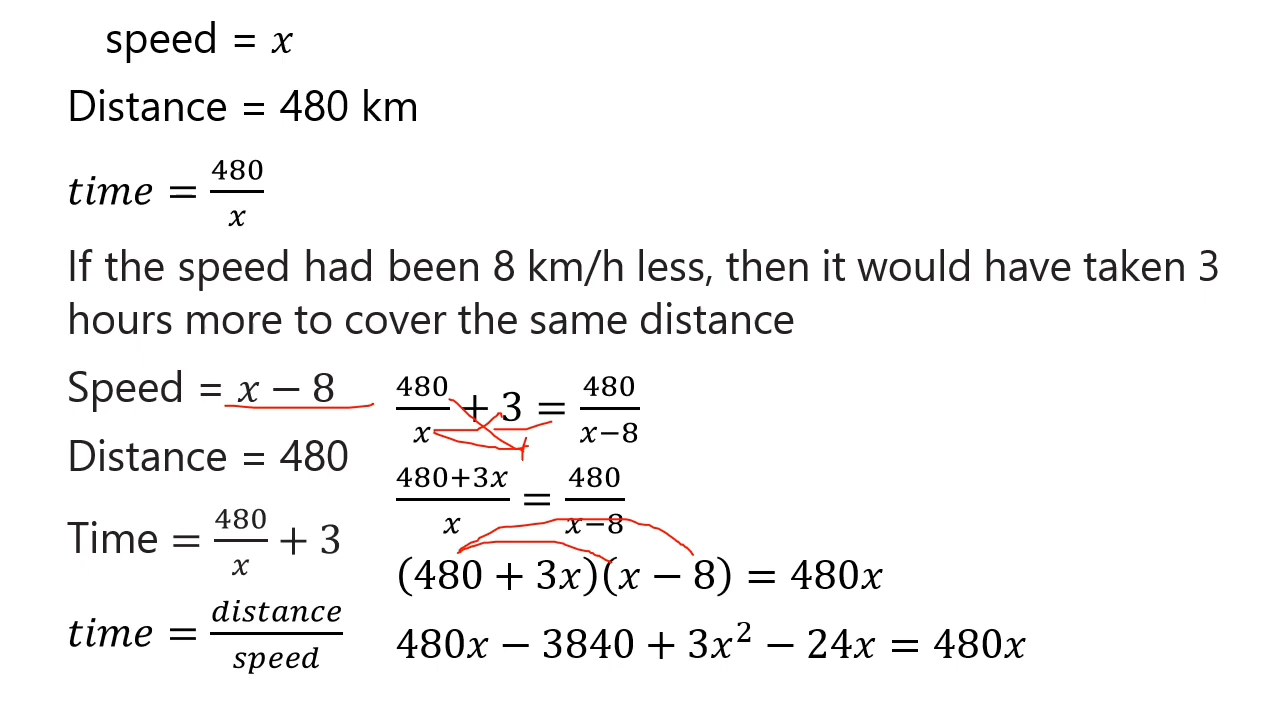 speed = x
Distance = 480 km
time = 480/x
If the speed had been 8 km/h less, then it would have taken 3
hours more to cover the same distance
Speed = x − 8
Distance = 480
Time = 480/x + 3
time = distance/speed
480/x + 3 = 480/(x−8)
(480+3x)/x = 480/(x−8)
(480 + 3x)(x − 8) = 480x
480x − 3840 + 3x² − 24x = 480x